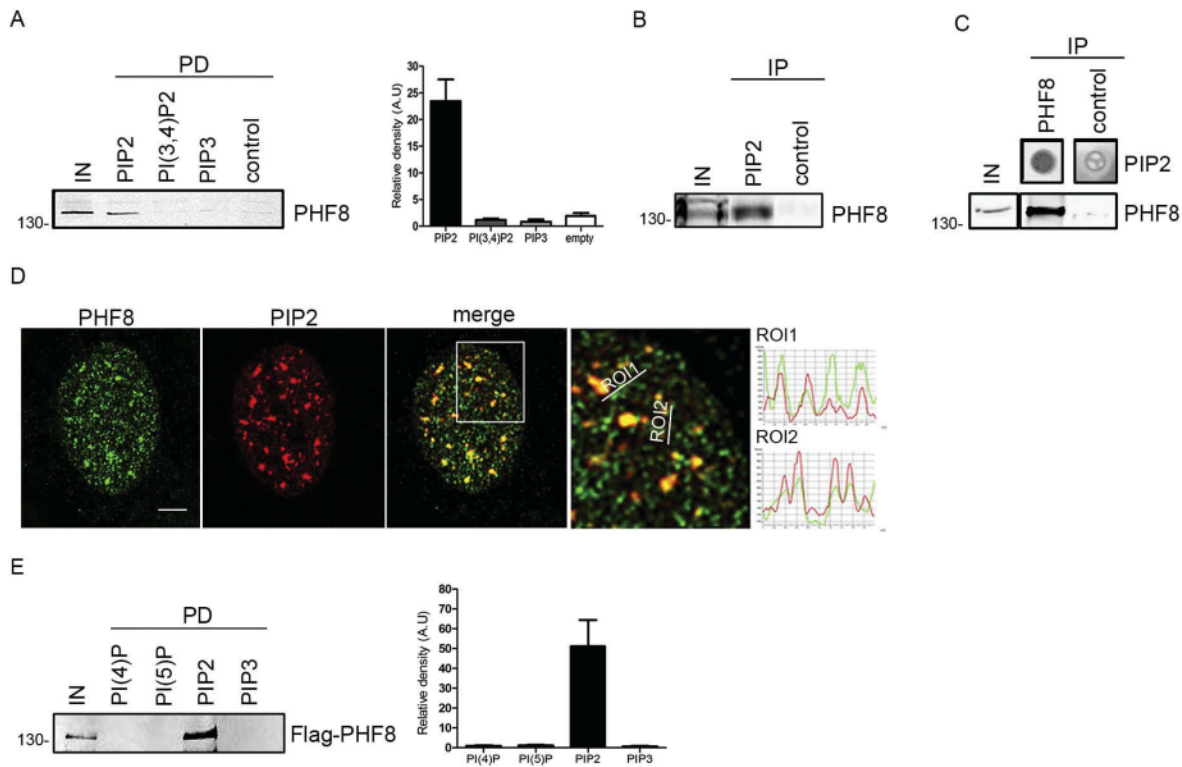 A
PD
IN
PIP2
PI(3,4)P2
PIP3
control
130-
PHF8
Relative density (A.U)
30
25
20
15
10
5
0
PIP2
PI(3,4)P2
PIP3
empty
B
IP
IN
PIP2
control
130-
PHF8
C
IP
PHF8
control
IN
PIP2
130-
PHF8
D
PHF8
PIP2
merge
ROI1
ROI2
ROI1
ROI2
E
PD
IN
PI(4)P
PI(5)P
PIP2
PIP3
130-
Flag-PHF8
Relative density (A.U)
80
70
60
50
40
30
20
10
0
PI(4)P
PI(5)P
PIP2
PIP3